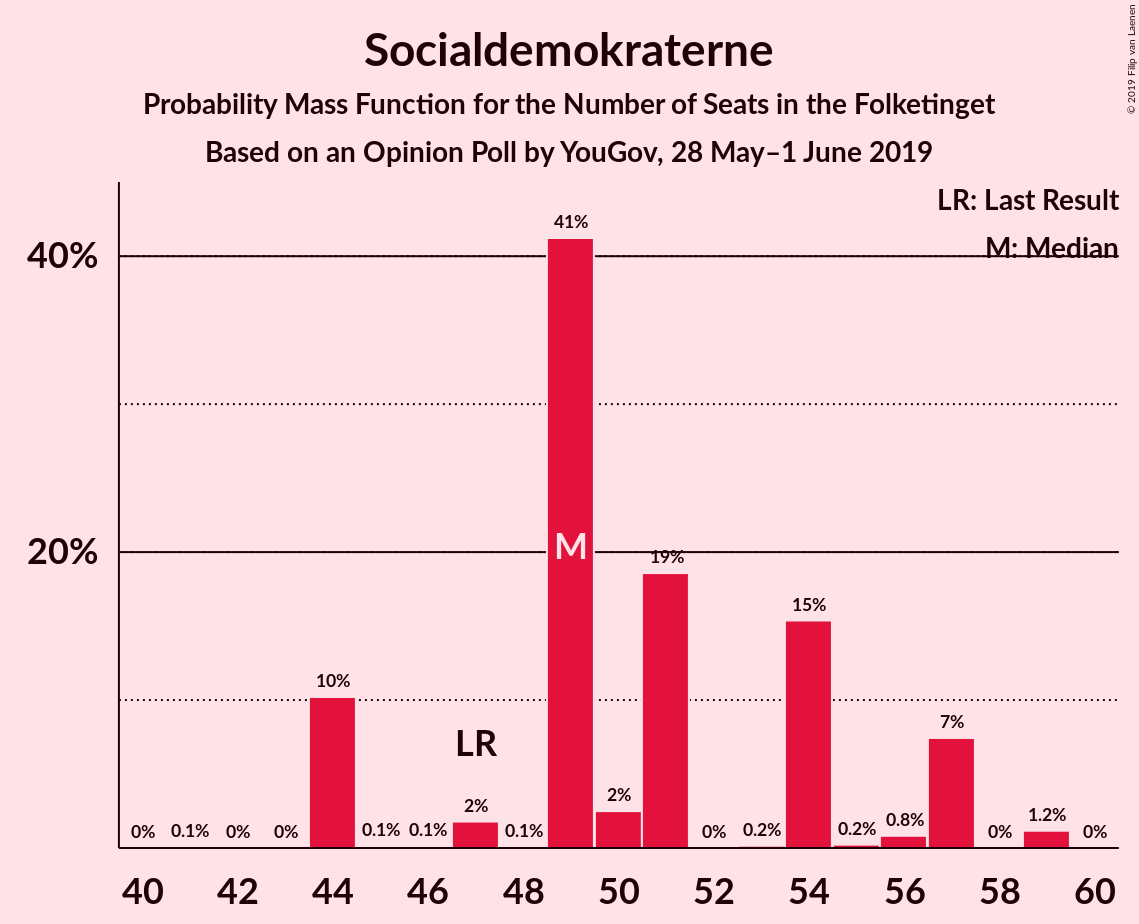 Socialdemokraterne
Probability Mass Function for the Number of Seats in the Folketinget
Based on an Opinion Poll by YouGov, 28 May–1 June 2019
© 2019 Filip van Laenen
LR: Last Result
M: Median
40%
20%
0%
0.1%
0%
0%
10%
0.1%
0.1%
2%
0.1%
41%
2%
19%
0%
0.2%
15%
0.2%
0.8%
7%
0%
1.2%
0%
LR
M
40 42 44 46 48 50 52 54 56 58 60